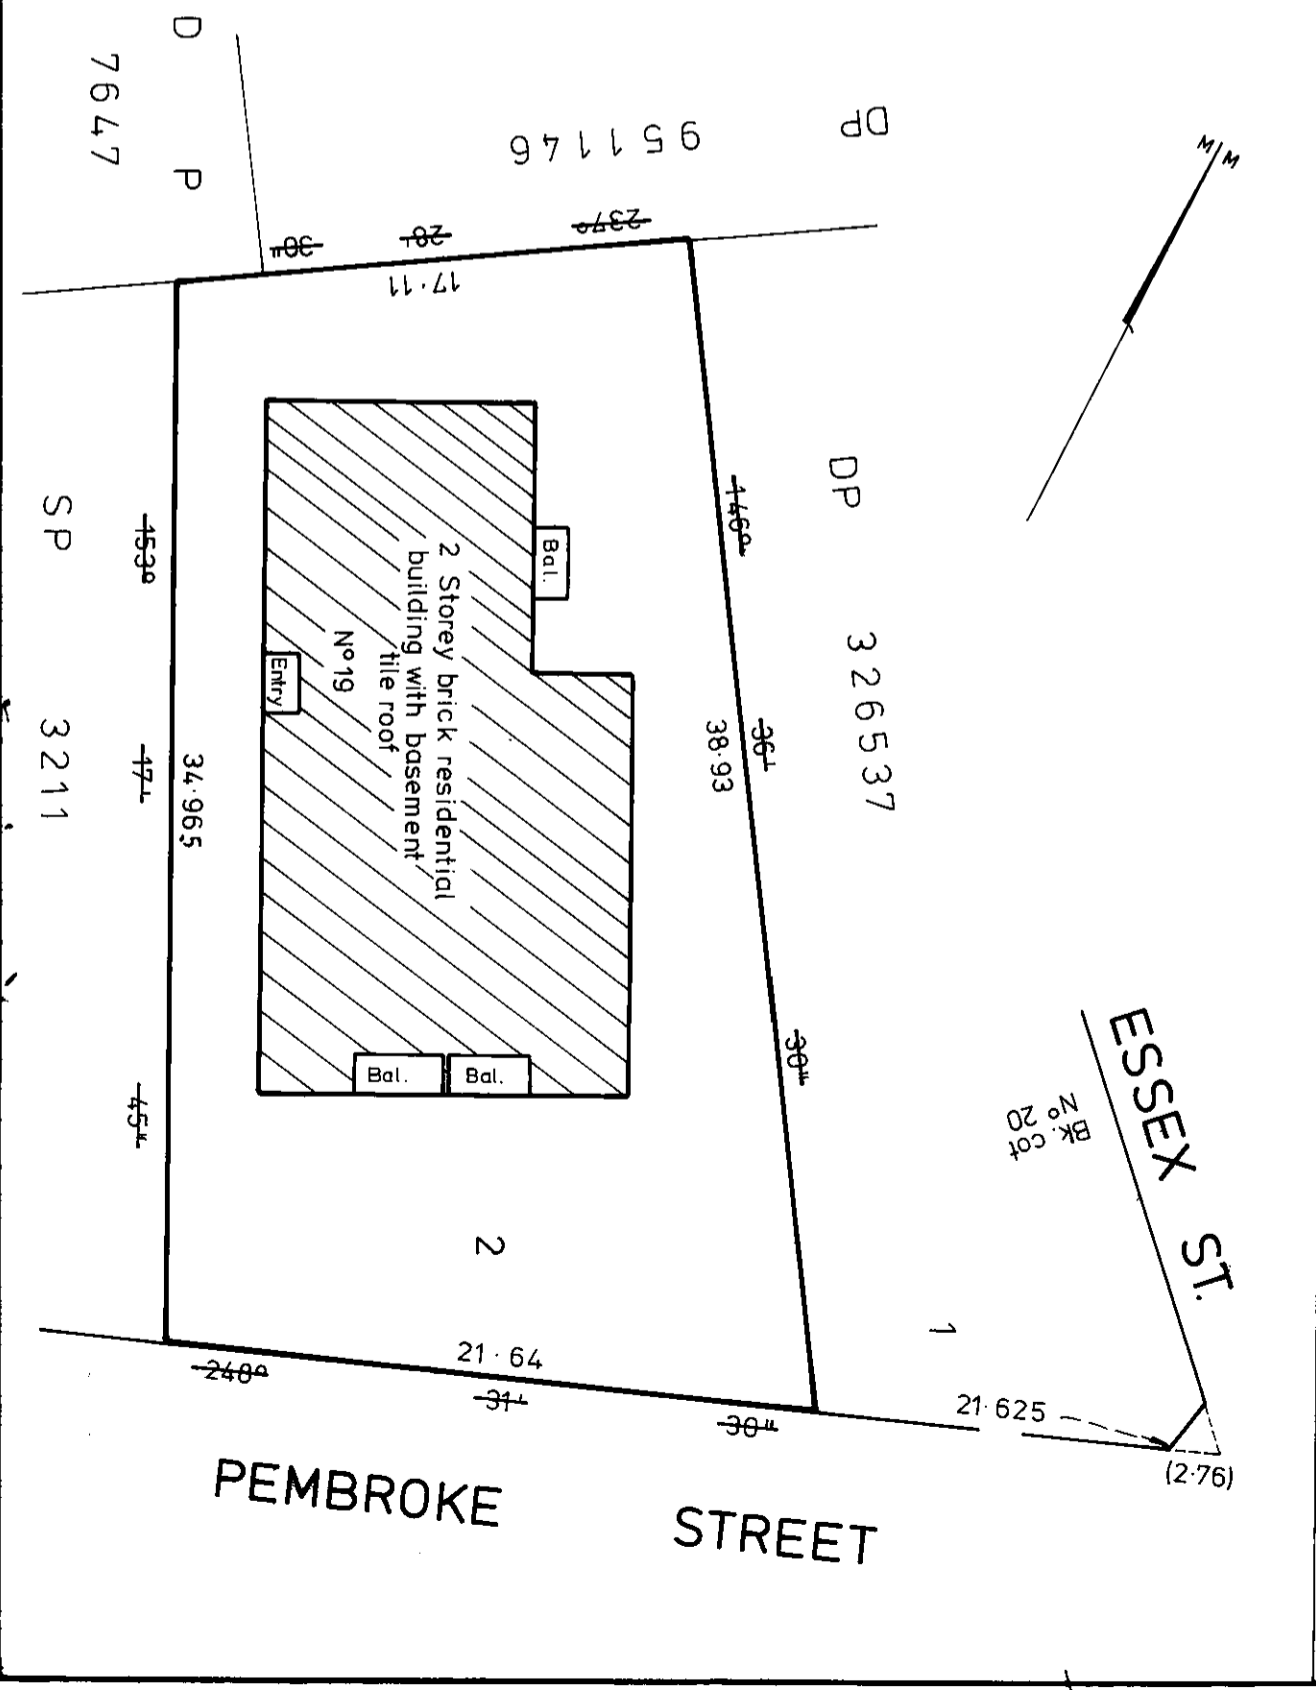 D P
7647
DP 951146
M M
30"
28'
237°
17·11
DP 326537
146°
36'
30"
38·93
SP 3211
153°
17'
45"
34·965
Bal.
2 Storey brick residential
building with basement
tile roof
Nº19
Entry
Bal.
Bal.
ESSEX ST.
Bk. cot
Nº 20
2
1
21·64
240°
31'
30"
21·625
(2·76)
PEMBROKE STREET